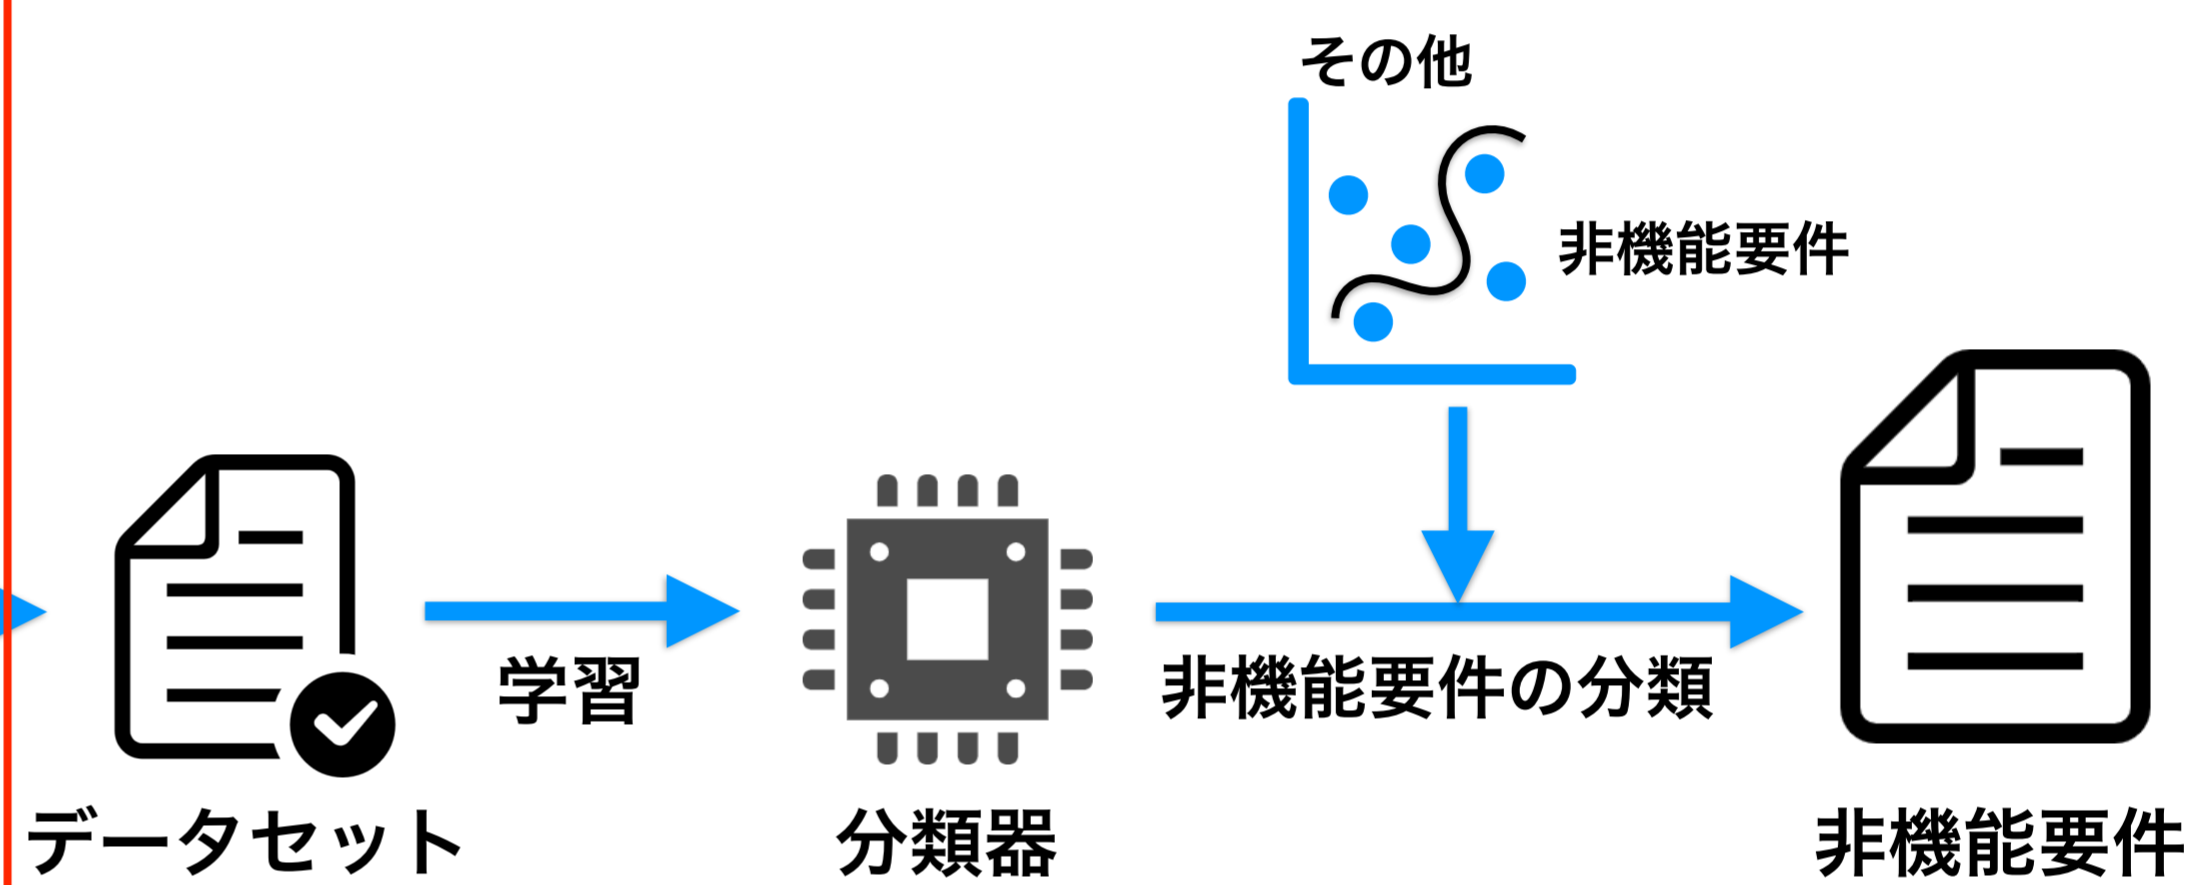 その他
非機能要件
学習
非機能要件の分類
データセット
分類器
非機能要件